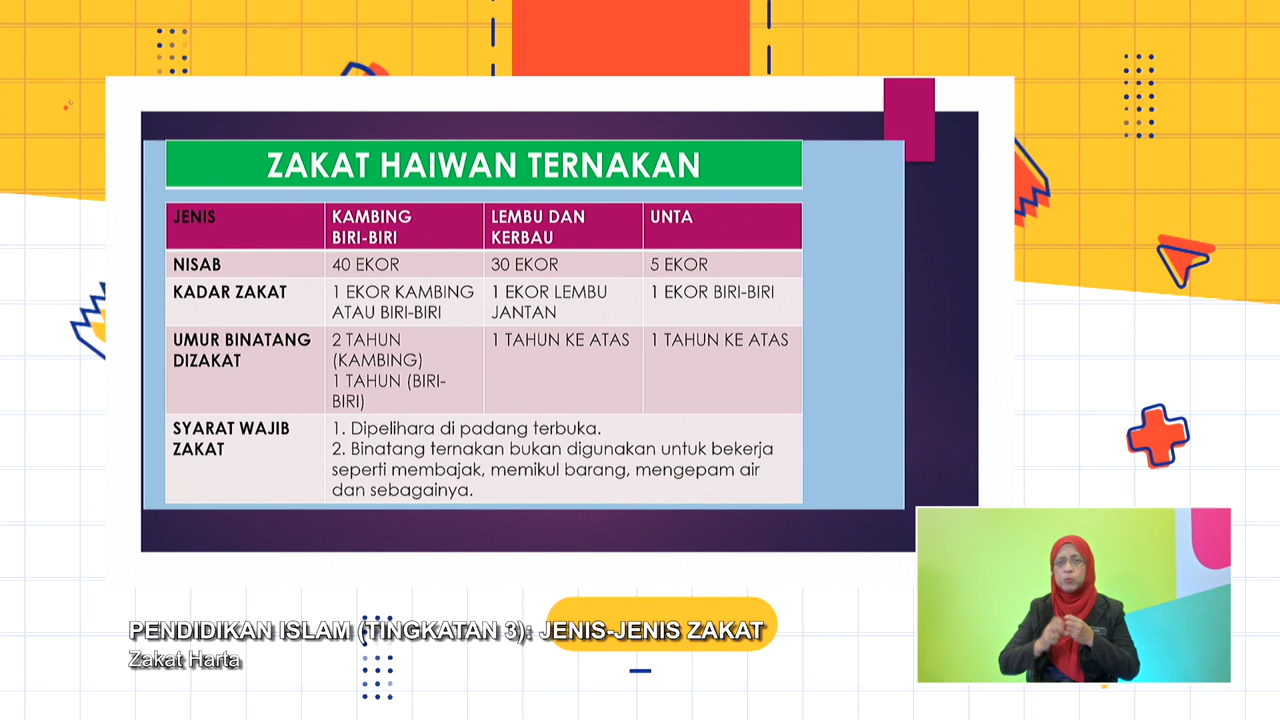 ZAKAT HAIWAN TERNAKAN
JENIS
KAMBING
BIRI-BIRI
LEMBU DAN
KERBAU
UNTA
NISAB
40 EKOR
30 EKOR
5 EKOR
KADAR ZAKAT
1 EKOR KAMBING
ATAU BIRI-BIRI
1 EKOR LEMBU
JANTAN
1 EKOR BIRI-BIRI
UMUR BINATANG
DIZAKAT
2 TAHUN
(KAMBING)
1 TAHUN (BIRI-
BIRI)
1 TAHUN KE ATAS
1 TAHUN KE ATAS
SYARAT WAJIB
ZAKAT
1. Dipelihara di padang terbuka.
2. Binatang ternakan bukan digunakan untuk bekerja
seperti membajak, memikul barang, mengepam air
dan sebagainya.
PENDIDIKAN ISLAM (TINGKATAN 3): JENIS-JENIS ZAKAT
Zakat Harta